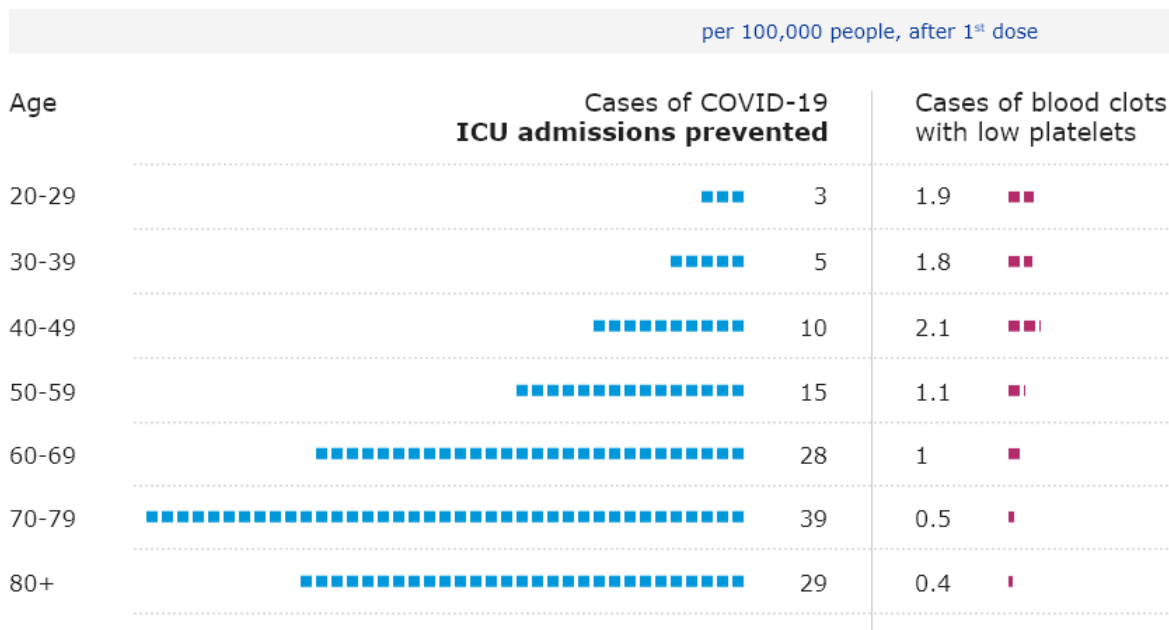 per 100,000 people, after 1st dose
Age
Cases of COVID-19
ICU admissions prevented
Cases of blood clots
with low platelets
20-29 3 1.9
30-39 5 1.8
40-49 10 2.1
50-59 15 1.1
60-69 28 1
70-79 39 0.5
80+ 29 0.4